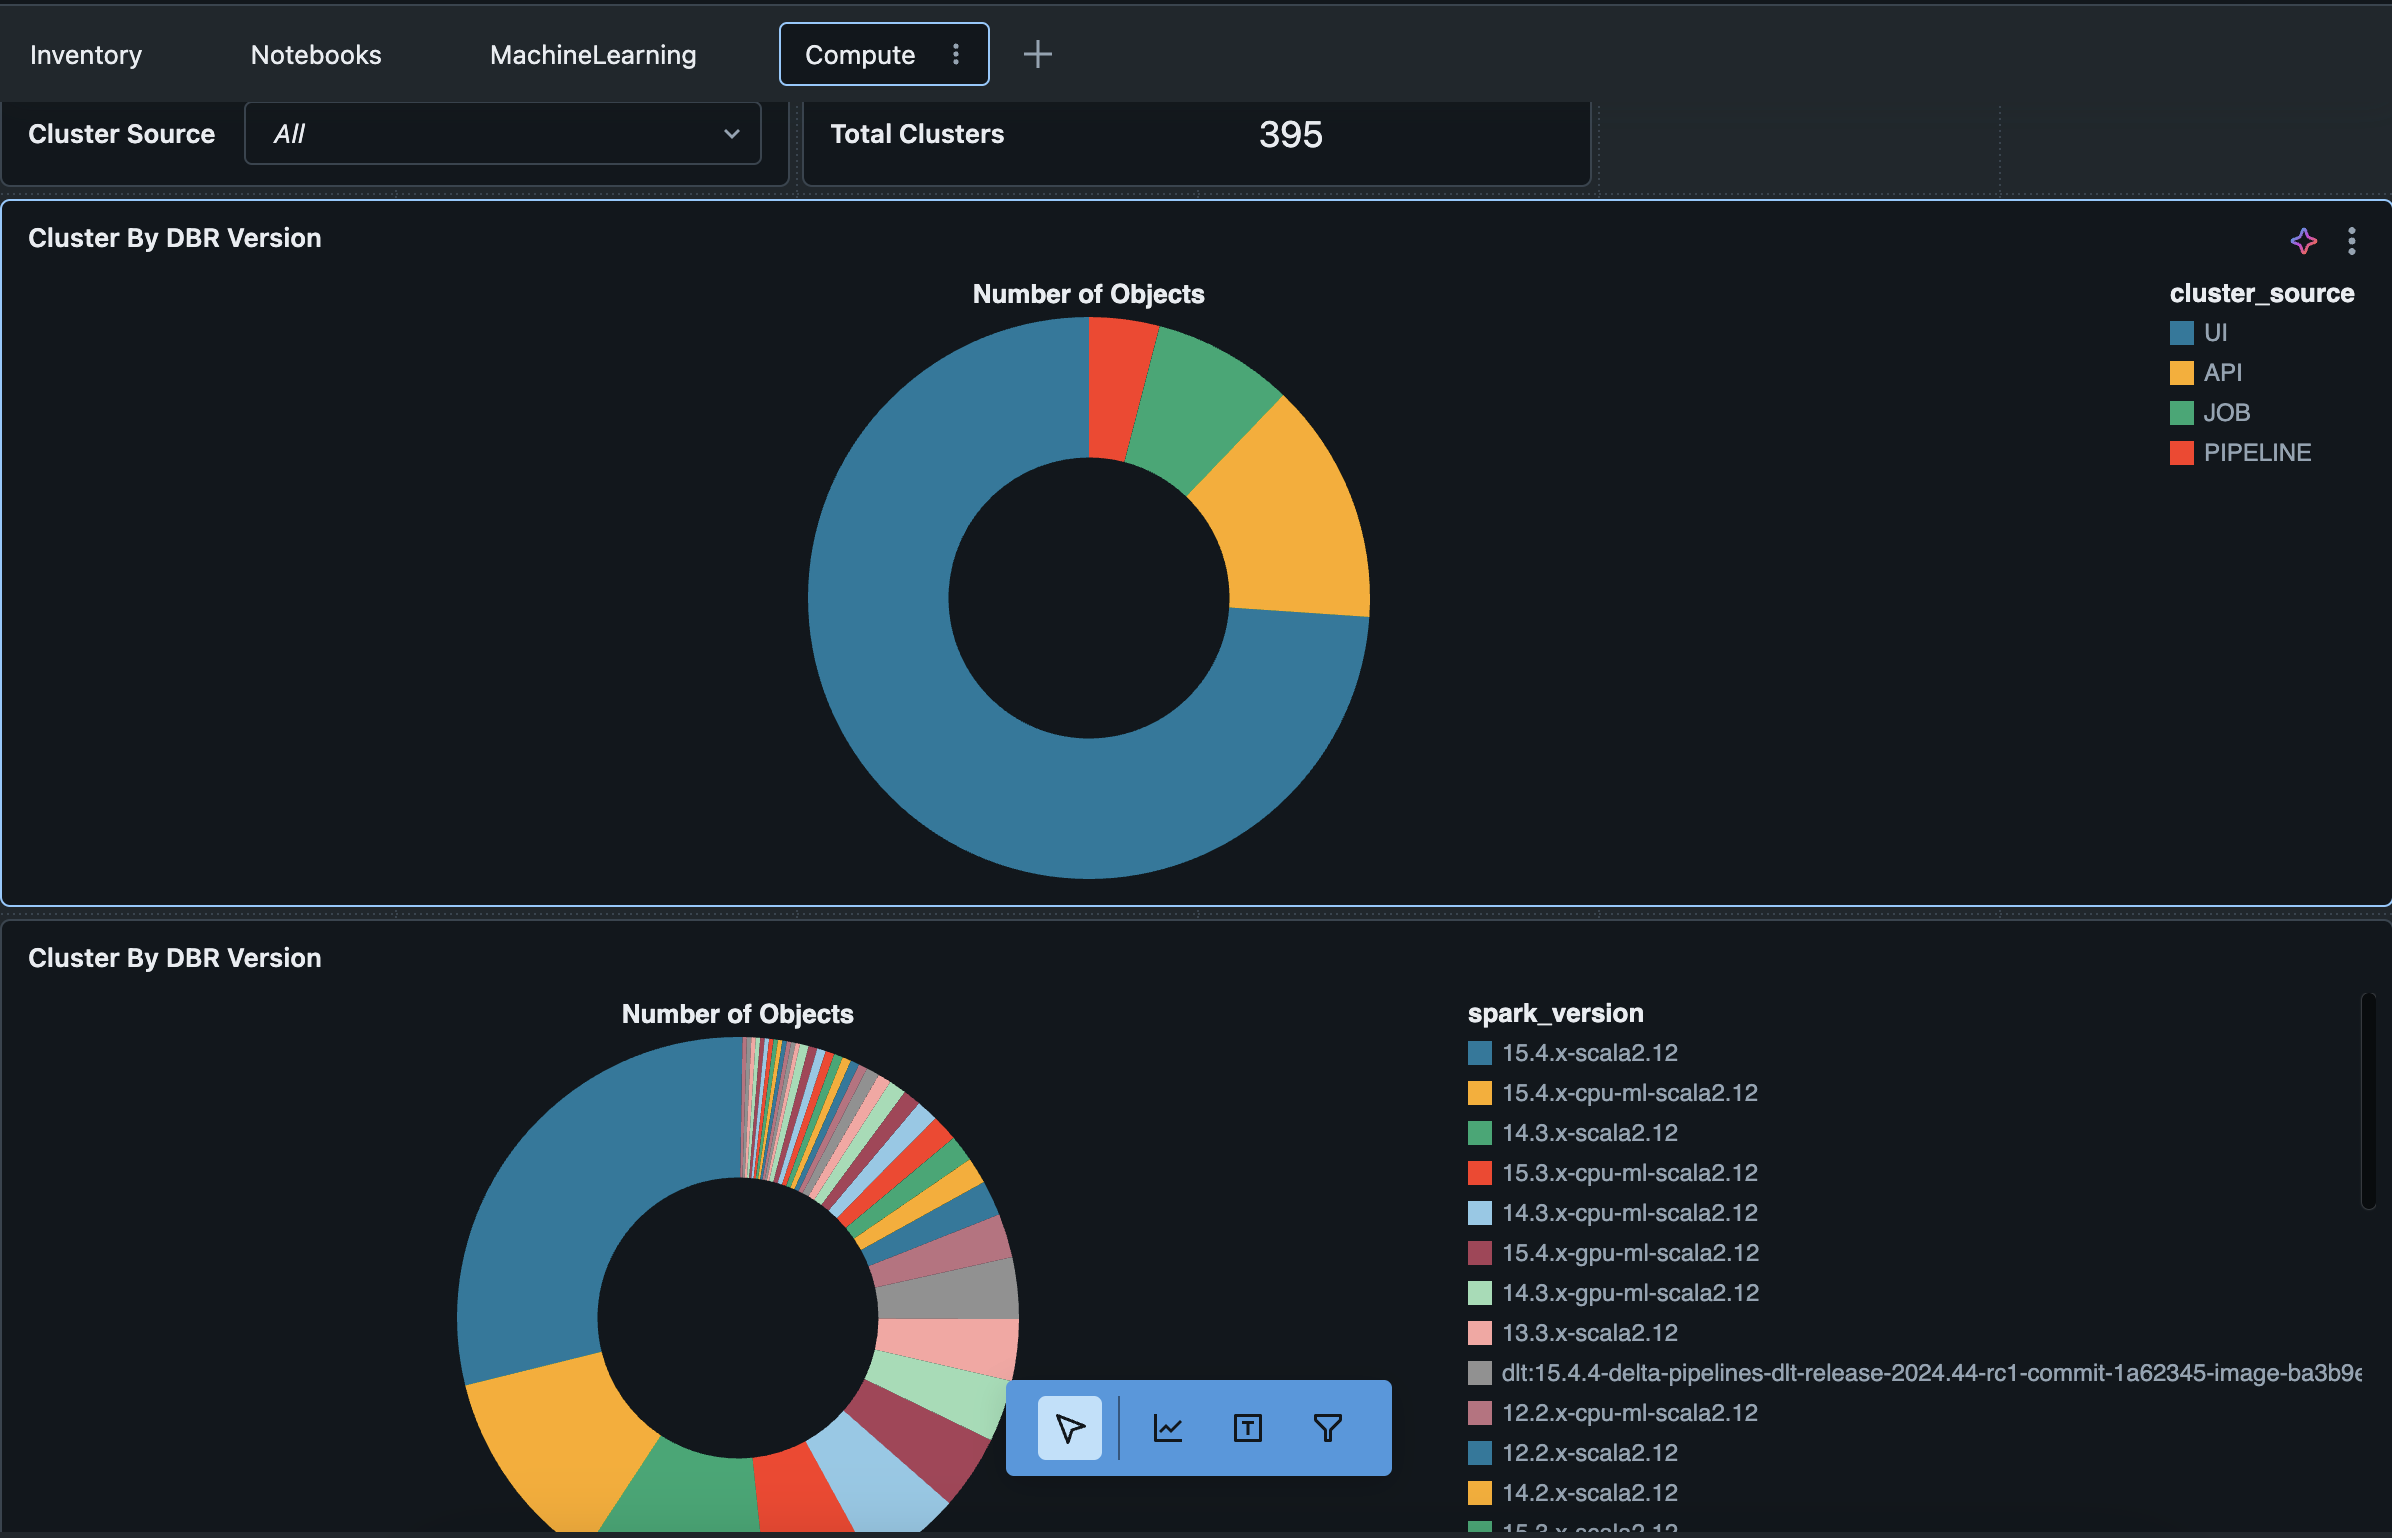 Inventory Notebooks MachineLearning Compute
Cluster Source All Total Clusters 395
Cluster By DBR Version
Number of Objects
cluster_source
UI
API
JOB
PIPELINE
Cluster By DBR Version
Number of Objects
spark_version
15.4.x-scala2.12
15.4.x-cpu-ml-scala2.12
14.3.x-scala2.12
15.3.x-cpu-ml-scala2.12
14.3.x-cpu-ml-scala2.12
15.4.x-gpu-ml-scala2.12
14.3.x-gpu-ml-scala2.12
13.3.x-scala2.12
dlt:15.4.4-delta-pipelines-dlt-release-2024.44-rc1-commit-1a62345-image-ba3b9e
12.2.x-cpu-ml-scala2.12
12.2.x-scala2.12
14.2.x-scala2.12
T